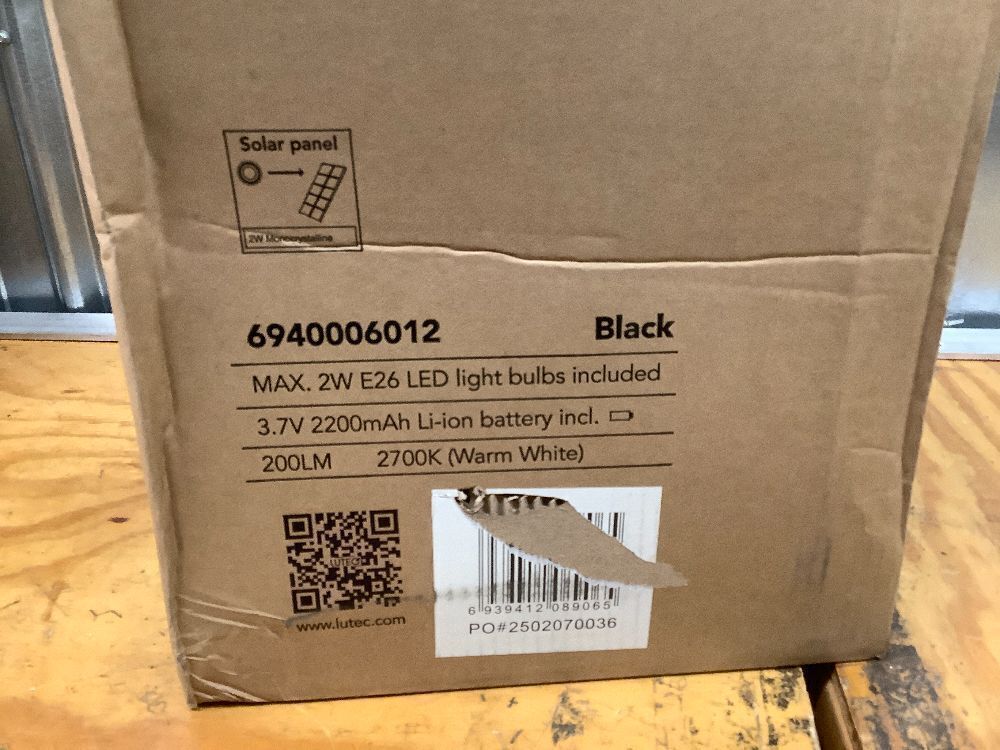 Solar panel
2W Monocrystalline
6940006012 Black
MAX. 2W E26 LED light bulbs included
3.7V 2200mAh Li-ion battery incl.
200LM 2700K (Warm White)
LUTEC
www.lutec.com
6 939412 089065
PO#2502070036